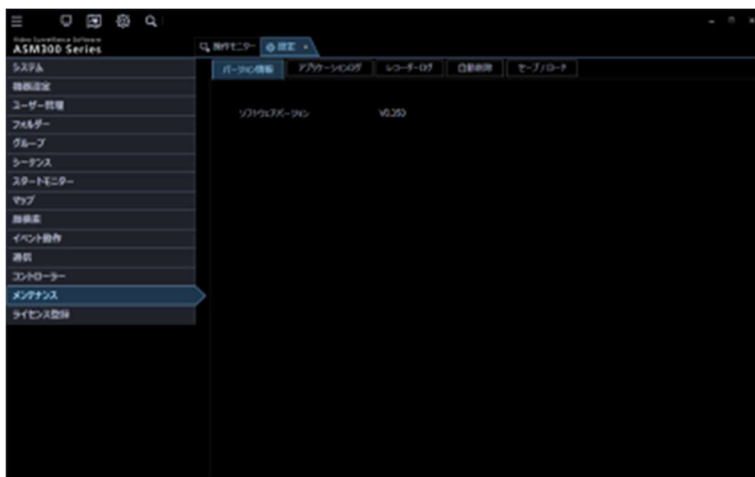 Video Surveillance Software
ASM300 Series
操作モニター
設定 ×
システム
機器設定
ユーザー管理
フォルダー
グループ
シーケンス
スタートモニター
マップ
顔検索
イベント動作
通信
コントローラー
メンテナンス
ライセンス登録
バージョン情報
アプリケーションログ
レコーダーログ
自動削除
セーブ/ロード
ソフトウェアバージョン
V0.350